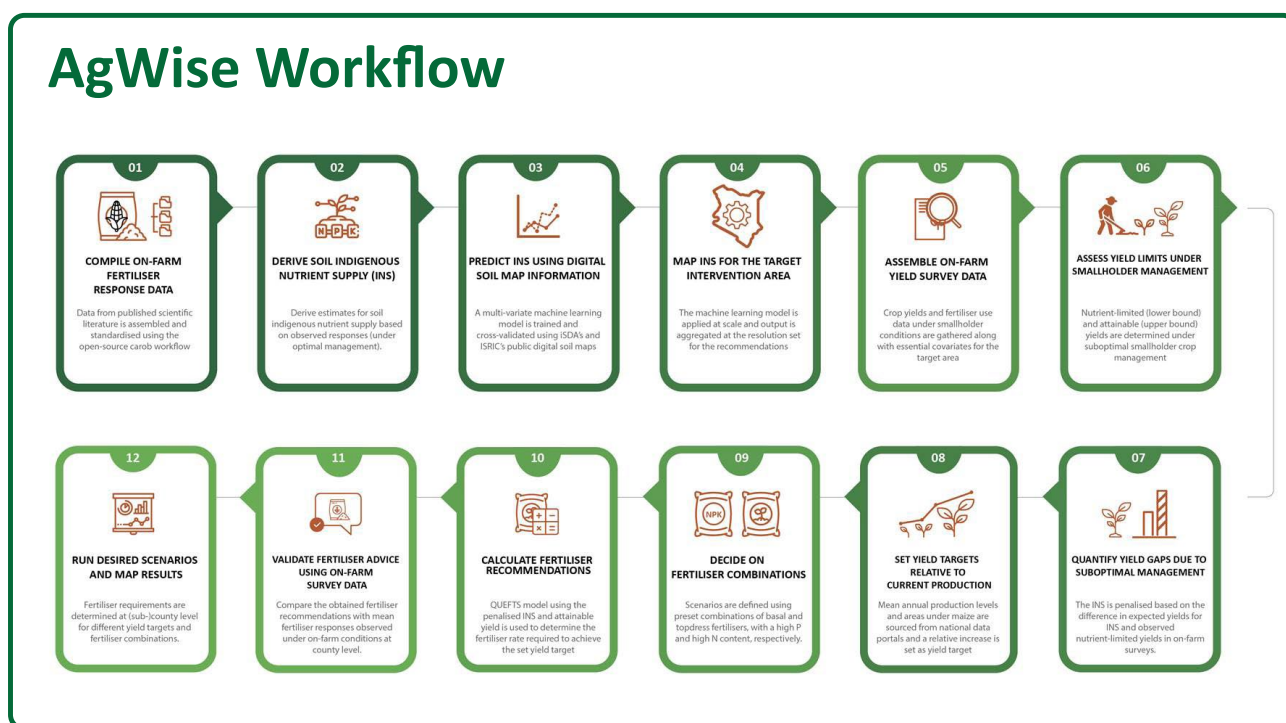 AgWise Workflow
01
COMPILE ON-FARM
FERTILISER
RESPONSE DATA
Data from published scientific
literature is assembled and
standardised using the
open-source carob workflow
02
N-P-K
DERIVE SOIL INDIGENOUS
NUTRIENT SUPPLY (INS)
Derive estimates for soil
indigenous nutrient supply based
on observed responses (under
optimal management).
03
PREDICT INS USING DIGITAL
SOIL MAP INFORMATION
A multi-variate machine learning
model is trained and
cross-validated using iSDA's and
ISRIC's public digital soil maps
04
MAP INS FOR THE TARGET
INTERVENTION AREA
The machine learning model is
applied at scale and output is
aggregated at the resolution set
for the recommendations
05
ASSEMBLE ON-FARM
YIELD SURVEY DATA
Crop yields and fertiliser use
data under smallholder
conditions are gathered along
with essential covariates for the
target area
06
ASSESS YIELD LIMITS UNDER
SMALLHOLDER MANAGEMENT
Nutrient-limited (lower bound)
and attainable (upper bound)
yields are determined under
suboptimal smallholder crop
management
12
RUN DESIRED SCENARIOS
AND MAP RESULTS
Fertiliser requirements are
determined at (sub-)county level
for different yield targets and
fertiliser combinations.
11
VALIDATE FERTILISER ADVICE
USING ON-FARM
SURVEY DATA
Compare the obtained fertiliser
recommendations with mean
fertiliser responses observed
under on-farm conditions at
county level.
10
CALCULATE FERTILISER
RECOMMENDATIONS
QUEFTS model using the
penalised INS and attainable
yield is used to determine the
fertiliser rate required to achieve
the set yield target
09
NPK
DECIDE ON
FERTILISER COMBINATIONS
Scenarios are defined using
preset combinations of basal and
topdress fertilisers, with a high P
and high N content, respectively.
08
SET YIELD TARGETS
RELATIVE TO
CURRENT PRODUCTION
Mean annual production levels
and areas under maize are
sourced from national data
portals and a relative increase is
set as yield target
07
QUANTIFY YIELD GAPS DUE TO
SUBOPTIMAL MANAGEMENT
The INS is penalised based on the
difference in expected yields for
INS and observed
nutrient-limited yields in on-farm
surveys.